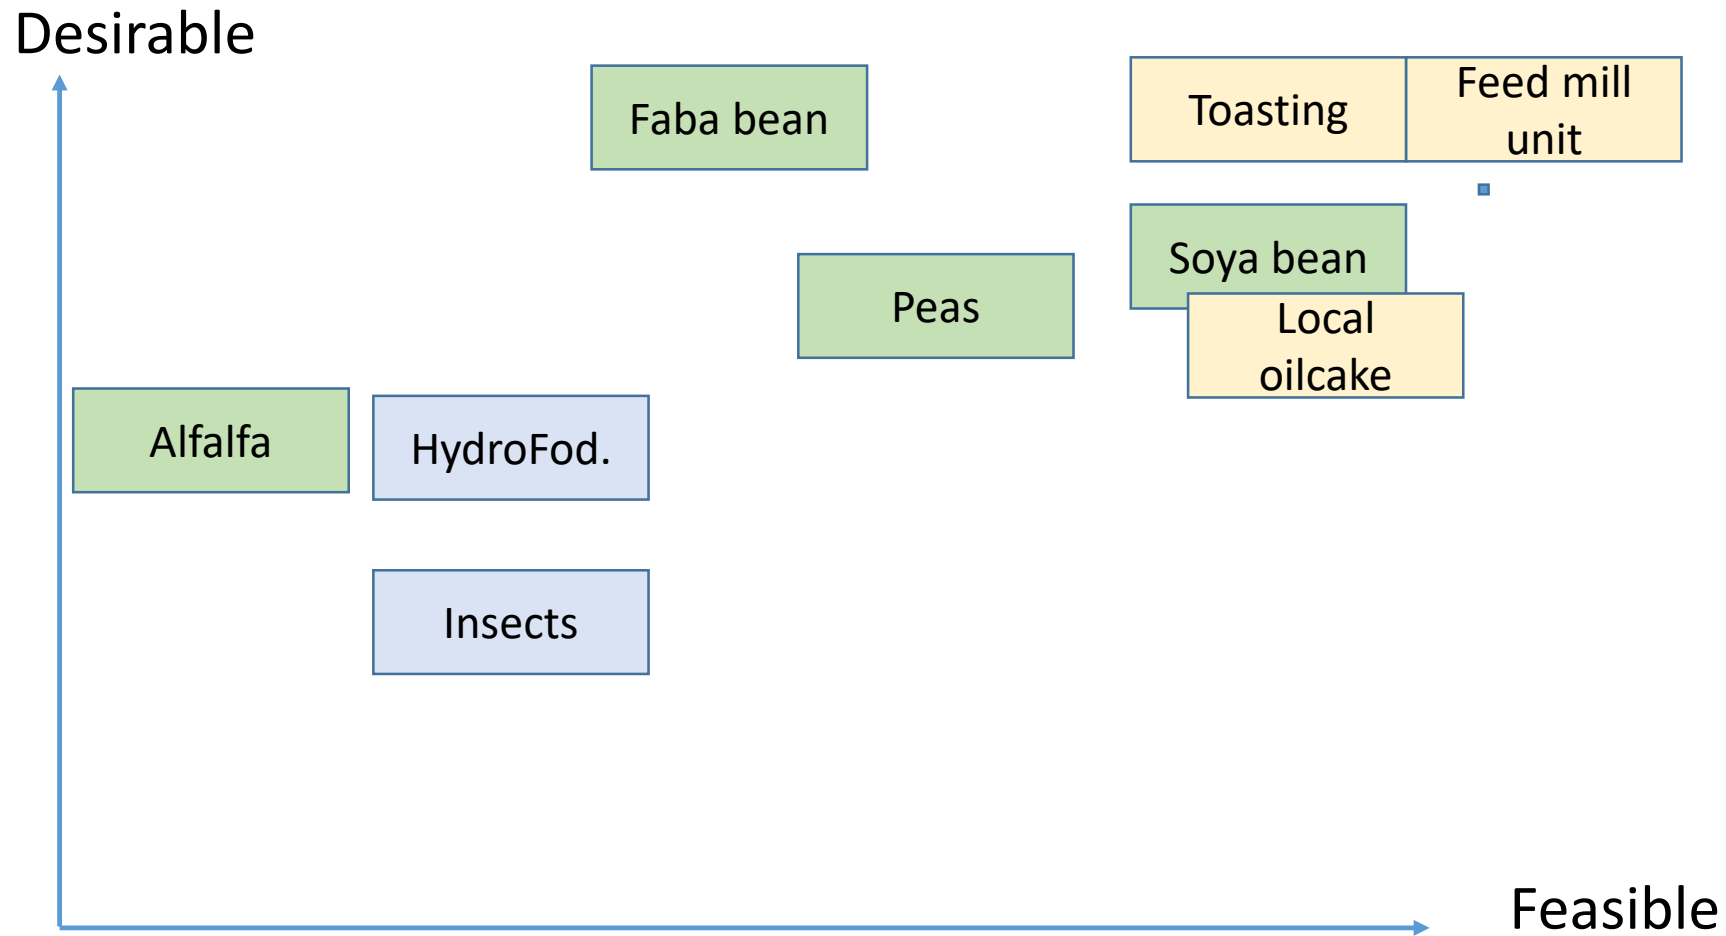 Desirable
Faba bean
Toasting
Feed mill
unit
Soya bean
Peas
Local
oilcake
Alfalfa
HydroFod.
Insects
Feasible